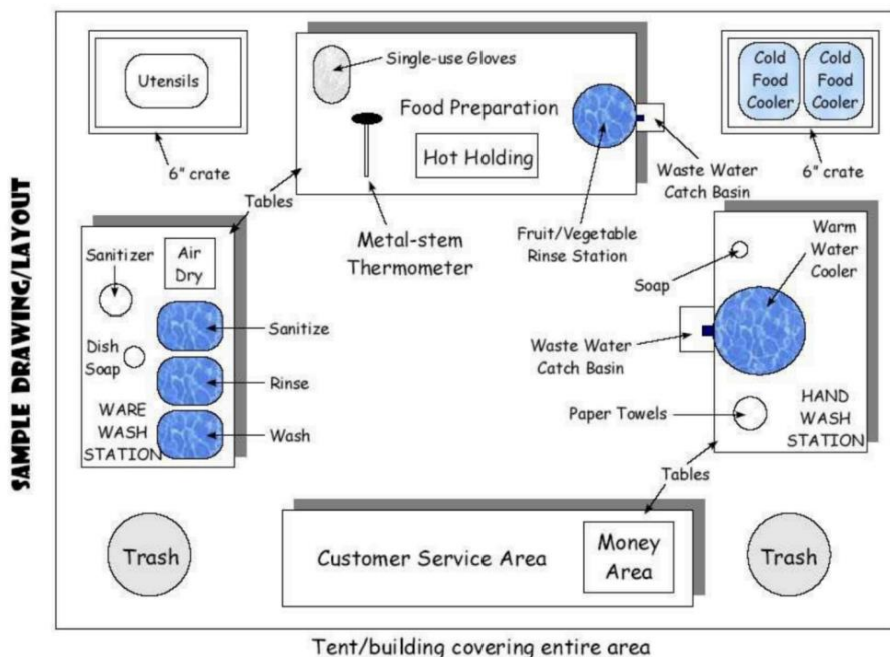 SAMPLE DRAWING/LAYOUT
Utensils
6" crate
Single-use Gloves
Food Preparation
Hot Holding
Metal-stem
Thermometer
Fruit/Vegetable
Rinse Station
Waste Water
Catch Basin
Cold
Food
Cooler
Cold
Food
Cooler
6" crate
Tables
Sanitizer
Air
Dry
Sanitize
Dish
Soap
Rinse
WARE
WASH
STATION
Wash
Warm
Water
Cooler
Soap
Waste Water
Catch Basin
Paper Towels
HAND
WASH
STATION
Tables
Trash
Customer Service Area
Money
Area
Trash
Tent/building covering entire area